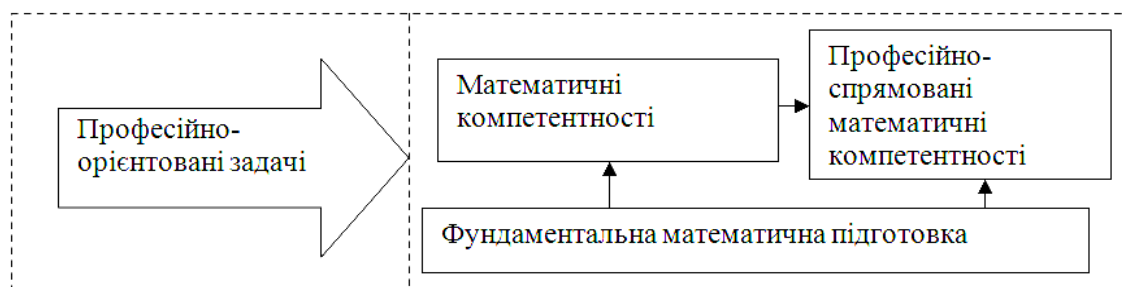 Професійно-
орієнтовані задачі
Математичні
компетентності
Професійно-
спрямовані
математичні
компетентності
Фундаментальна математична підготовка